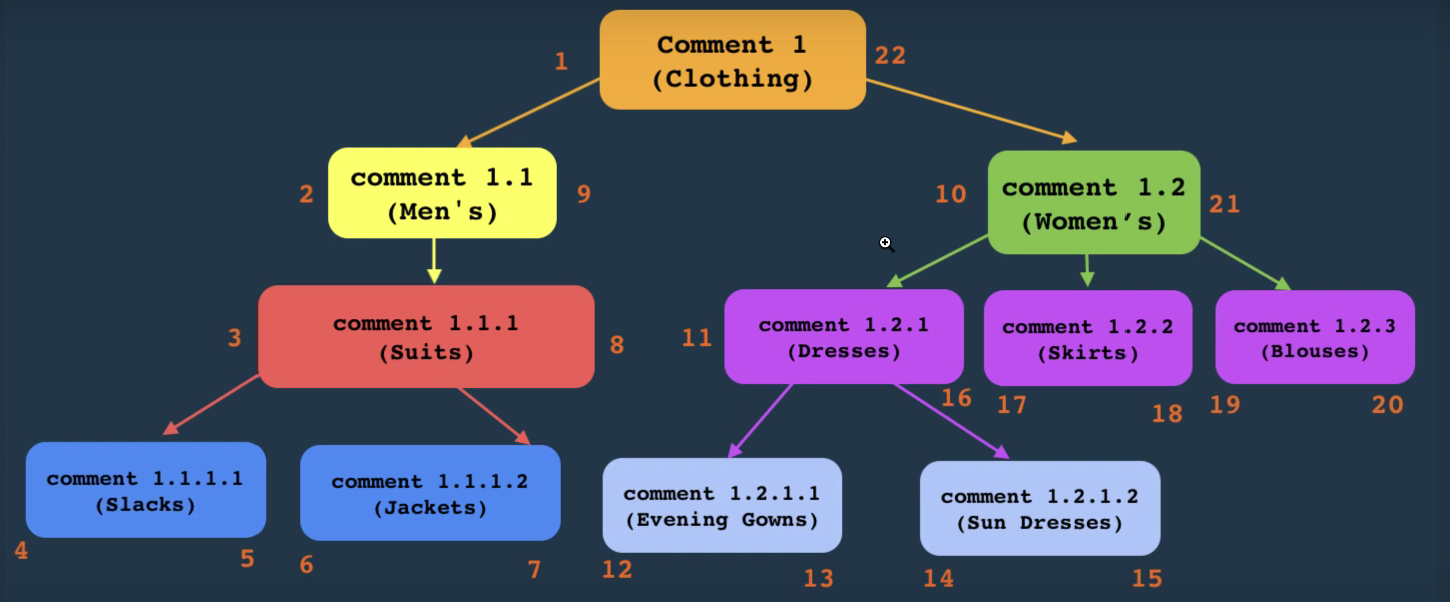 Comment 1
(Clothing)
1
22
comment 1.1
(Men's)
2
9
comment 1.2
(Women’s)
10
21
comment 1.1.1
(Suits)
3
8
comment 1.2.1
(Dresses)
11
16
comment 1.2.2
(Skirts)
17
18
comment 1.2.3
(Blouses)
19
20
comment 1.1.1.1
(Slacks)
4
5
comment 1.1.1.2
(Jackets)
6
7
comment 1.2.1.1
(Evening Gowns)
12
13
comment 1.2.1.2
(Sun Dresses)
14
15